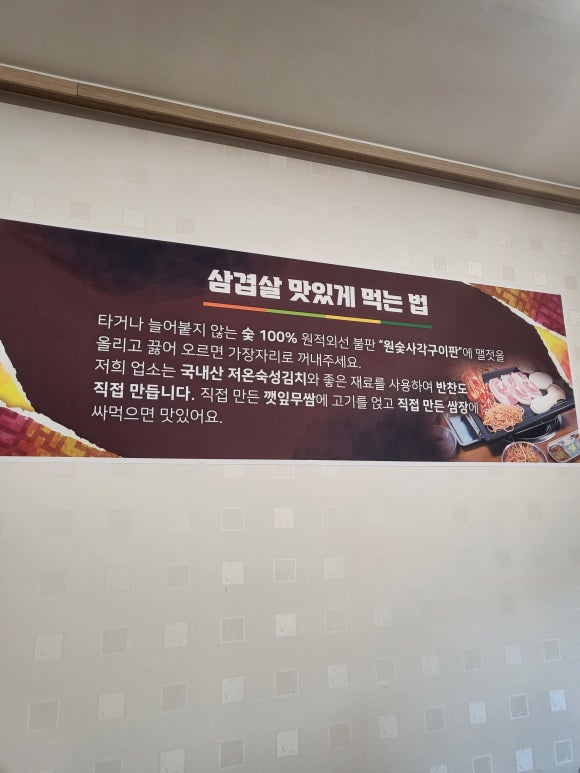 삼겹살 맛있게 먹는 법
타거나 늘어붙지 않는 숯 100% 원적외선 불판 "원숯사각구이판"에 멜젓을
올리고 끓어 오르면 가장자리로 꺼내주세요.
저희 업소는 국내산 저온숙성김치와 좋은 재료를 사용하여 반찬도
직접 만듭니다. 직접 만든 깻잎무쌈에 고기를 얹고 직접 만든 쌈장에
싸먹으면 맛있어요.